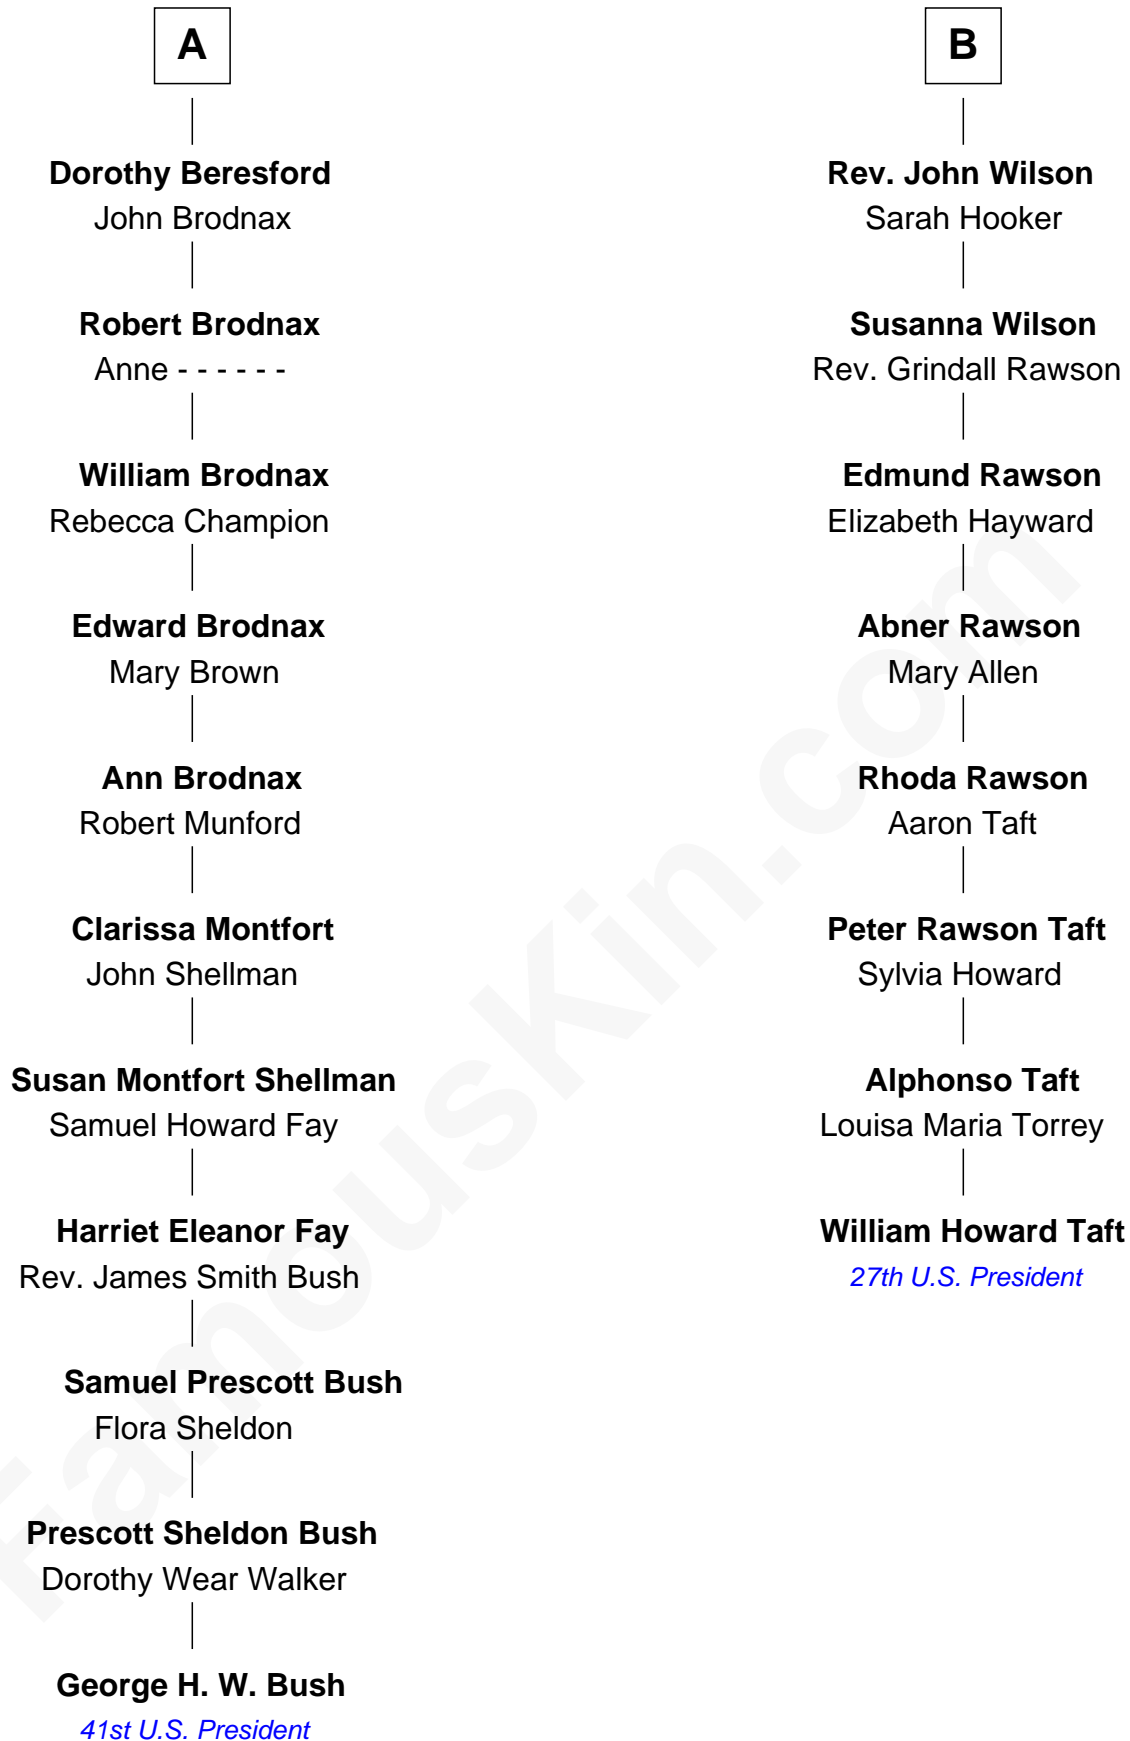 A
Dorothy Beresford
John Brodnax
Robert Brodnax
Anne - - - - - -
William Brodnax
Rebecca Champion
Edward Brodnax
Mary Brown
Ann Brodnax
Robert Munford
Clarissa Montfort
John Shellman
Susan Montfort Shellman
Samuel Howard Fay
Harriet Eleanor Fay
Rev. James Smith Bush
Samuel Prescott Bush
Flora Sheldon
Prescott Sheldon Bush
Dorothy Wear Walker
George H. W. Bush
41st U.S. President
B
Rev. John Wilson
Sarah Hooker
Susanna Wilson
Rev. Grindall Rawson
Edmund Rawson
Elizabeth Hayward
Abner Rawson
Mary Allen
Rhoda Rawson
Aaron Taft
Peter Rawson Taft
Sylvia Howard
Alphonso Taft
Louisa Maria Torrey
William Howard Taft
27th U.S. President
FamousKin.com